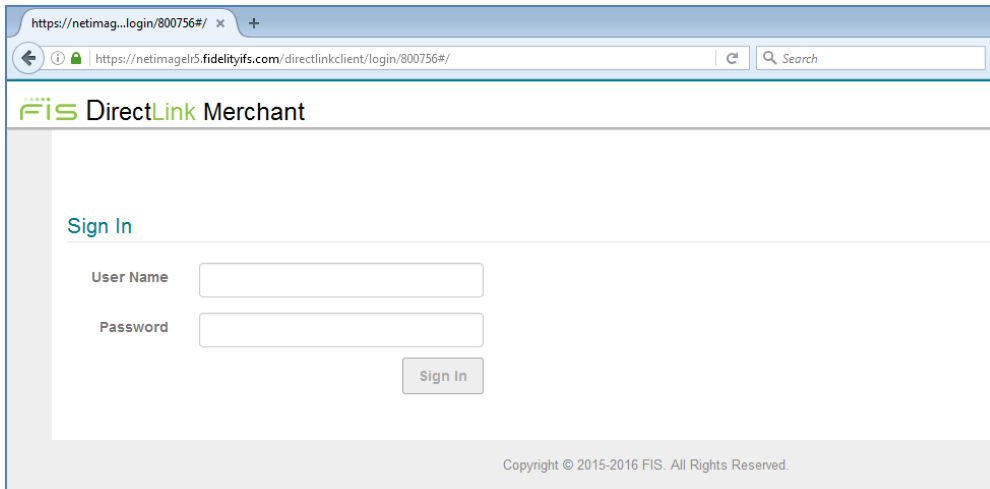 https://netimag...login/800756#/ × +
https://netimagelr5.fidelityifs.com/directlinkclient/login/800756#/ Search
FIS DirectLink Merchant
Sign In
User Name
Password
Sign In
Copyright © 2015-2016 FIS. All Rights Reserved.